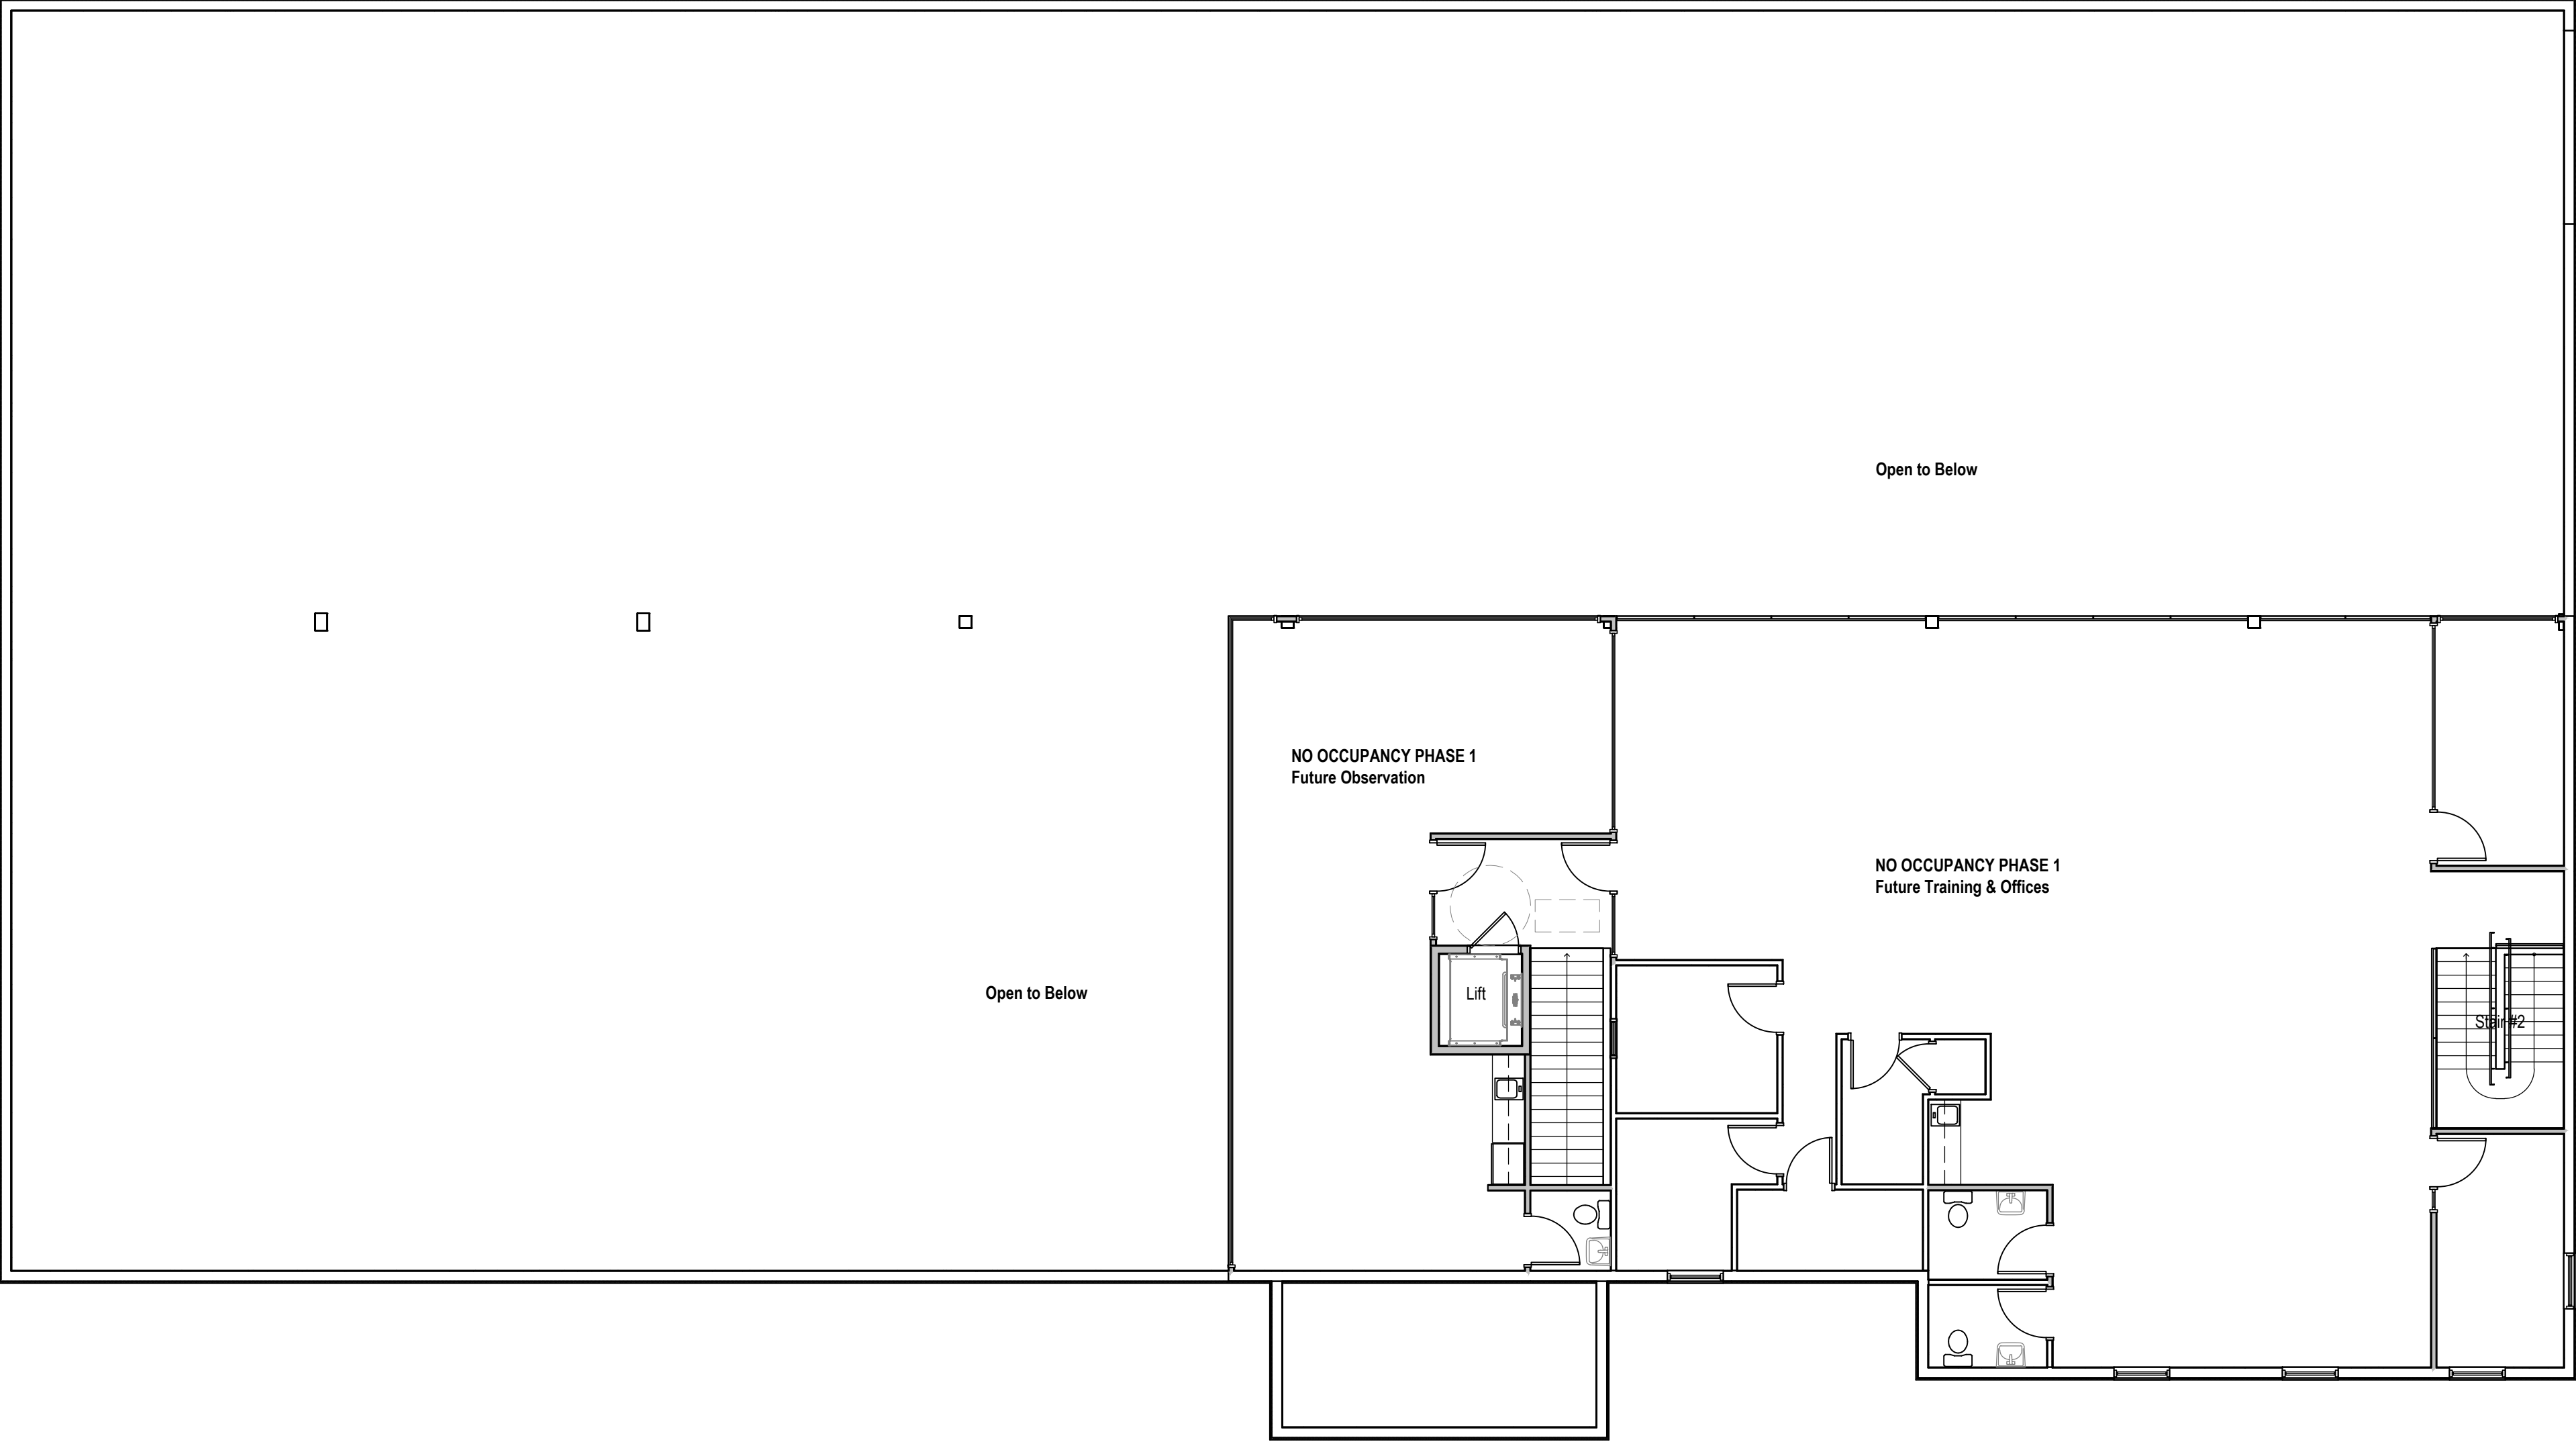 Open to Below
NO OCCUPANCY PHASE 1
Future Observation
NO OCCUPANCY PHASE 1
Future Training & Offices
Open to Below
Lift
Stair #2